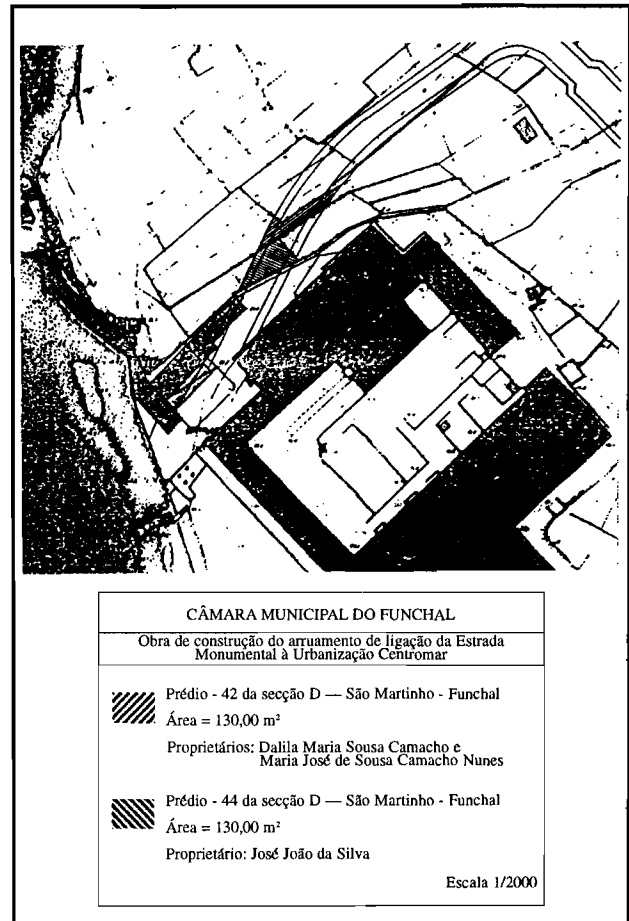 CÂMARA MUNICIPAL DO FUNCHAL
Obra de construção do arruamento de ligação da Estrada
Monumental à Urbanização Centromar
Prédio - 42 da secção D — São Martinho - Funchal
Área = 130,00 m²
Proprietários: Dalila Maria Sousa Camacho e
Maria José de Sousa Camacho Nunes
Prédio - 44 da secção D — São Martinho - Funchal
Área = 130,00 m²
Proprietário: José João da Silva
Escala 1/2000